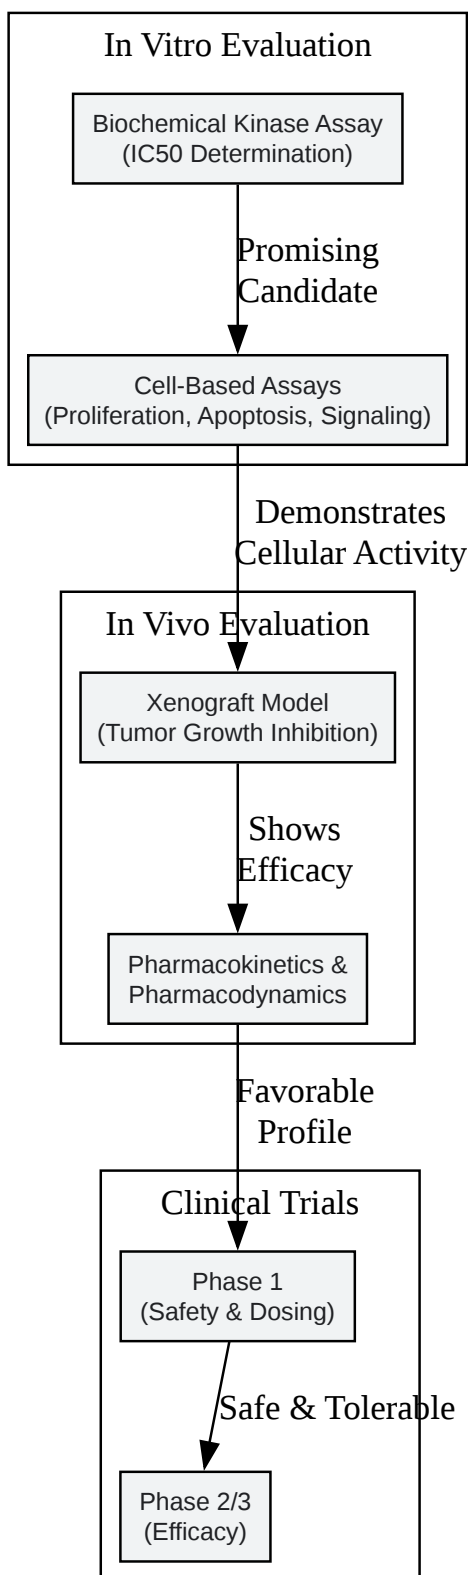 In Vitro Evaluation
Biochemical Kinase Assay
(IC50 Determination)
Promising
Candidate
Cell-Based Assays
(Proliferation, Apoptosis, Signaling)
Demonstrates
Cellular Activity
In Vivo Evaluation
Xenograft Model
(Tumor Growth Inhibition)
Shows
Efficacy
Pharmacokinetics &
Pharmacodynamics
Favorable
Profile
Clinical Trials
Phase 1
(Safety & Dosing)
Safe & Tolerable
Phase 2/3
(Efficacy)